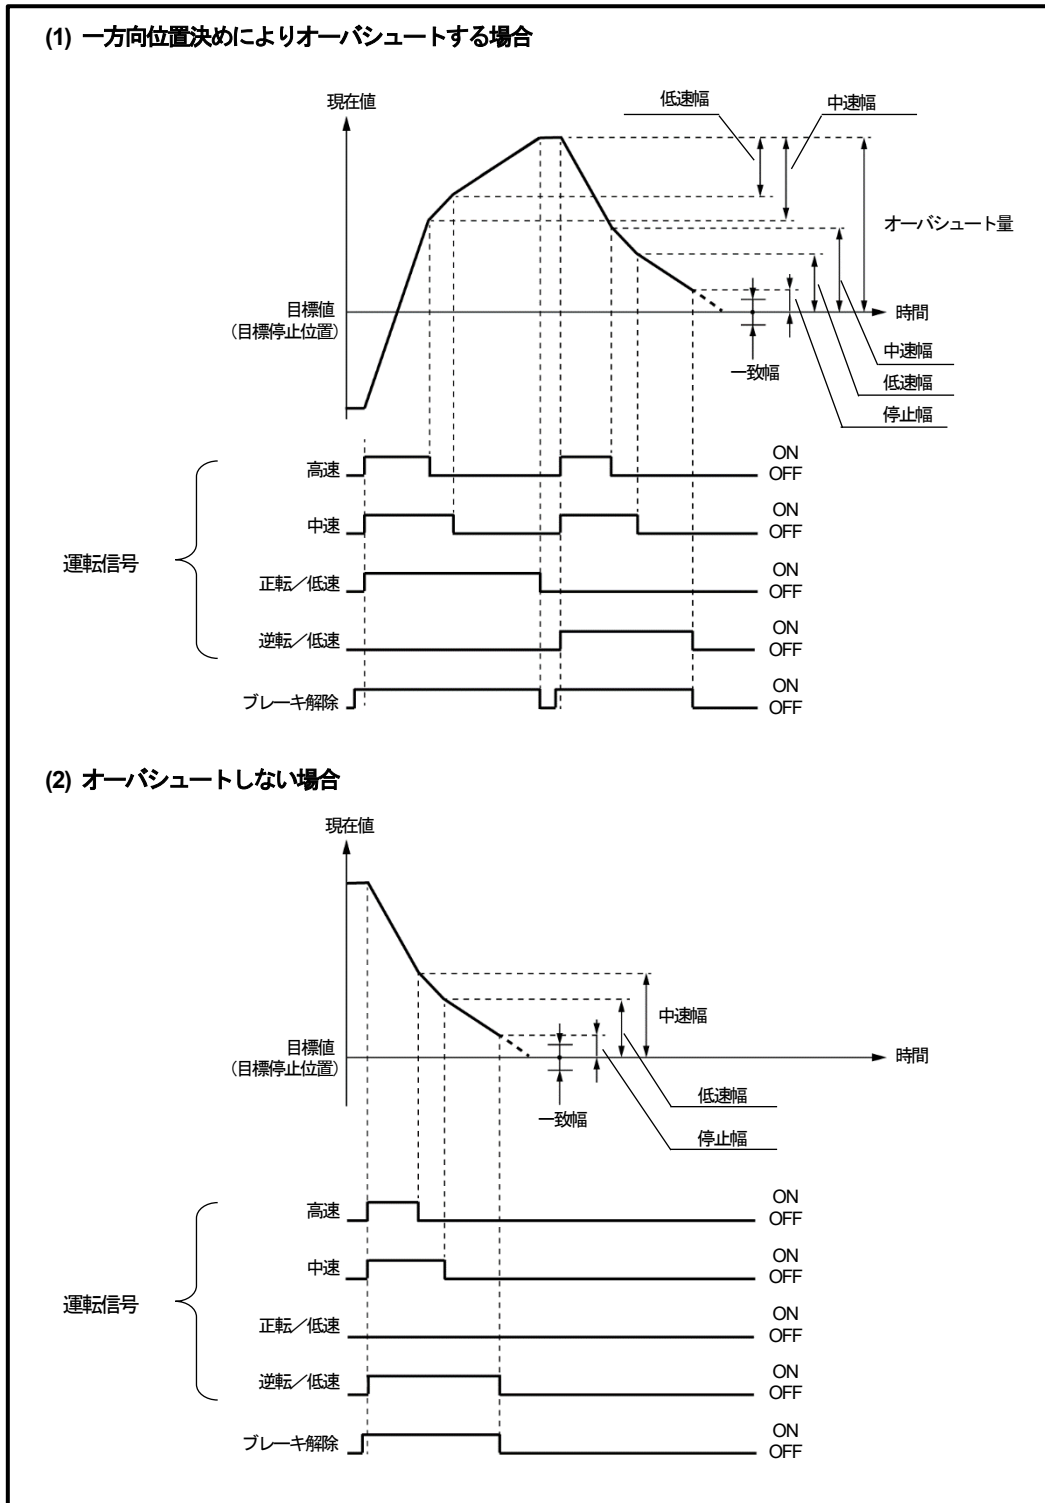 (1) 一方向位置決めによりオーバシュートする場合
現在値
低速幅
中速幅
オーバシュート量
目標値
(目標停止位置)
時間
一致幅
中速幅
低速幅
停止幅
運転信号
高速
ON
OFF
中速
ON
OFF
正転／低速
ON
OFF
逆転／低速
ON
OFF
ブレーキ解除
ON
OFF
(2) オーバシュートしない場合
現在値
中速幅
目標値
(目標停止位置)
時間
一致幅
低速幅
停止幅
運転信号
高速
ON
OFF
中速
ON
OFF
正転／低速
ON
OFF
逆転／低速
ON
OFF
ブレーキ解除
ON
OFF